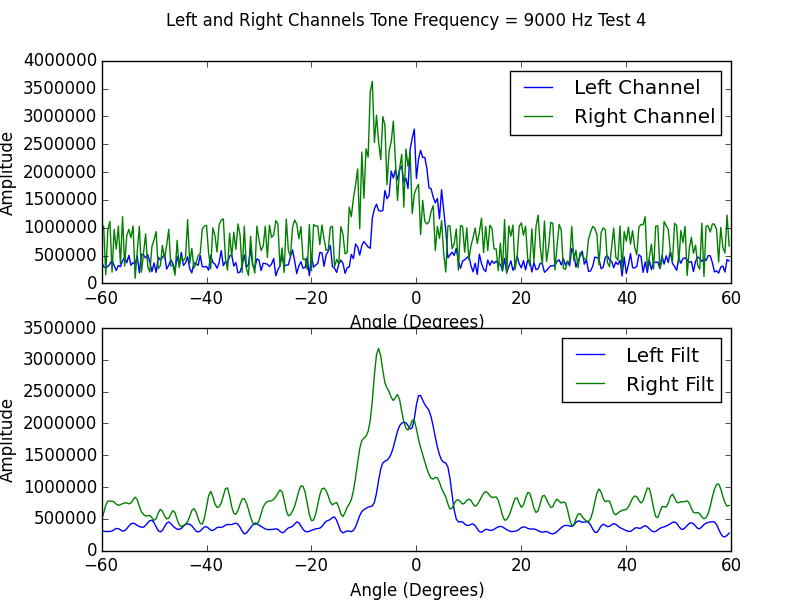 Left and Right Channels Tone Frequency = 9000 Hz Test 4
4000000
3500000
3000000
2500000
2000000
1500000
1000000
500000
0
Amplitude
Left Channel
Right Channel
−60 −40 −20 0 20 40 60
Angle (Degrees)
3500000
3000000
2500000
2000000
1500000
1000000
500000
0
Amplitude
Left Filt
Right Filt
−60 −40 −20 0 20 40 60
Angle (Degrees)